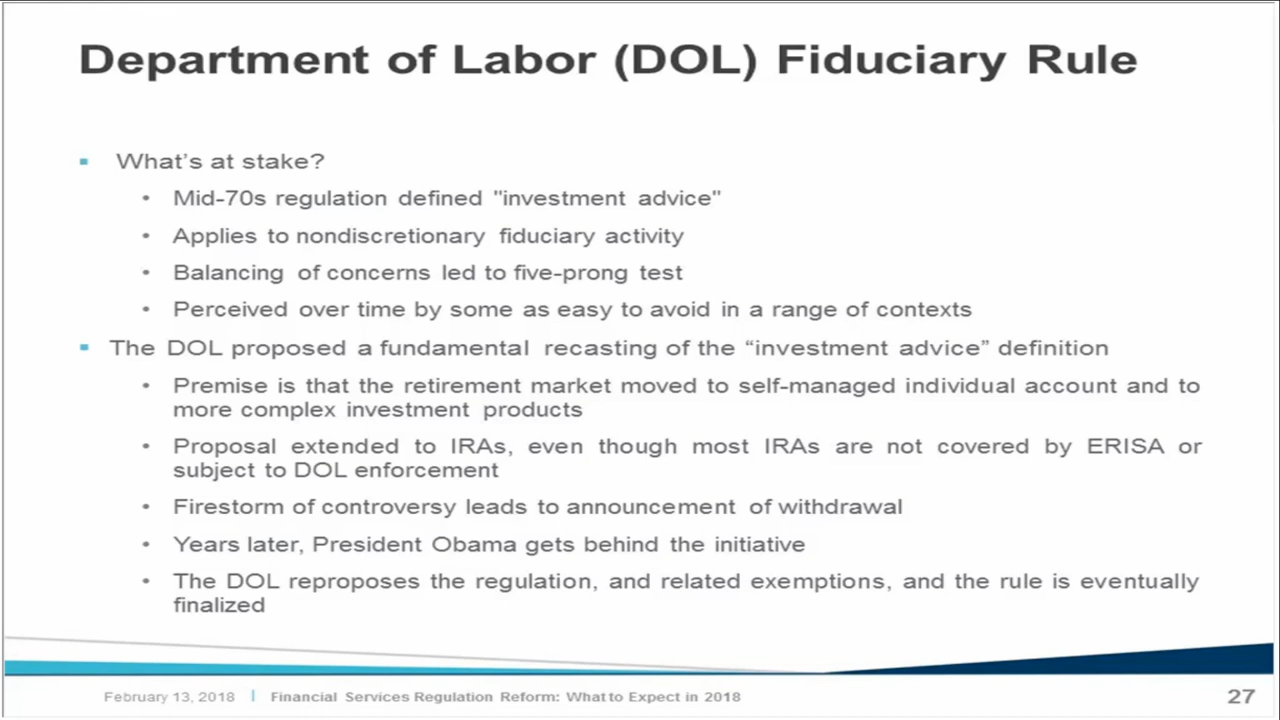 Department of Labor (DOL) Fiduciary Rule
▪ What's at stake?
• Mid-70s regulation defined "investment advice"
• Applies to nondiscretionary fiduciary activity
• Balancing of concerns led to five-prong test
• Perceived over time by some as easy to avoid in a range of contexts
▪ The DOL proposed a fundamental recasting of the “investment advice” definition
• Premise is that the retirement market moved to self-managed individual account and to
more complex investment products
• Proposal extended to IRAs, even though most IRAs are not covered by ERISA or
subject to DOL enforcement
• Firestorm of controversy leads to announcement of withdrawal
• Years later, President Obama gets behind the initiative
• The DOL reproposes the regulation, and related exemptions, and the rule is eventually
finalized
February 13, 2018 | Financial Services Regulation Reform: What to Expect in 2018
27